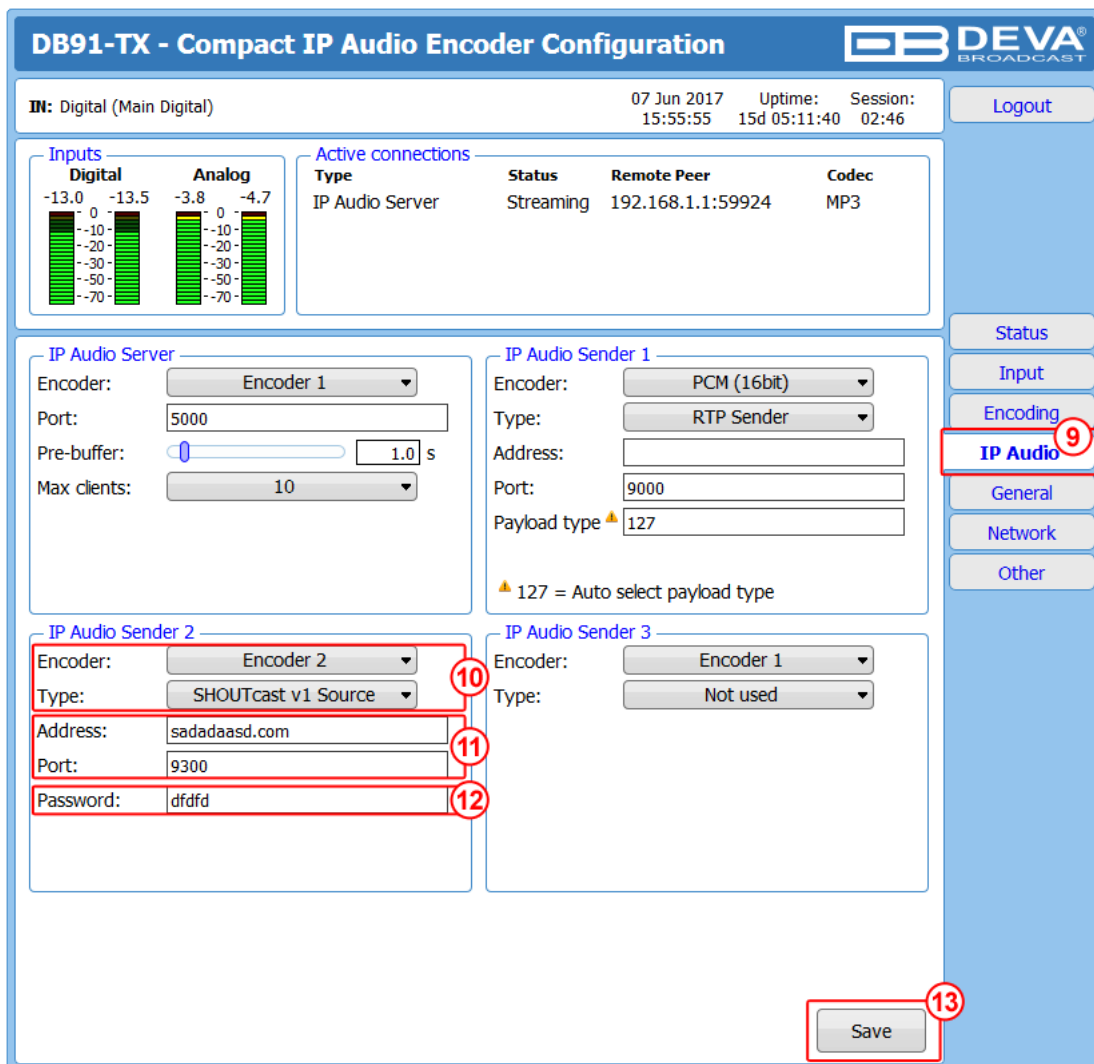 DB91-TX - Compact IP Audio Encoder Configuration
DEVA®
BROADCAST
IN: Digital (Main Digital)
07 Jun 2017 Uptime: Session:
15:55:55 15d 05:11:40 02:46
Logout
Inputs
Digital Analog
-13.0 -13.5 -3.8 -4.7
- 0 - - 0 -
-10 -10
-20 -20
-30 -30
-50 -50
-70 -70
Active connections
Type Status Remote Peer Codec
IP Audio Server Streaming 192.168.1.1:59924 MP3
Status
Input
Encoding
9
IP Audio
General
Network
Other
IP Audio Server
Encoder: Encoder 1
Port: 5000
Pre-buffer: 1.0 s
Max clients: 10
IP Audio Sender 1
Encoder: PCM (16bit)
Type: RTP Sender
Address:
Port: 9000
Payload type 127
127 = Auto select payload type
IP Audio Sender 2
Encoder: Encoder 2
Type: SHOUTcast v1 Source
10
Address: sadadaasd.com
Port: 9300
11
Password: dfdfd
12
IP Audio Sender 3
Encoder: Encoder 1
Type: Not used
13
Save